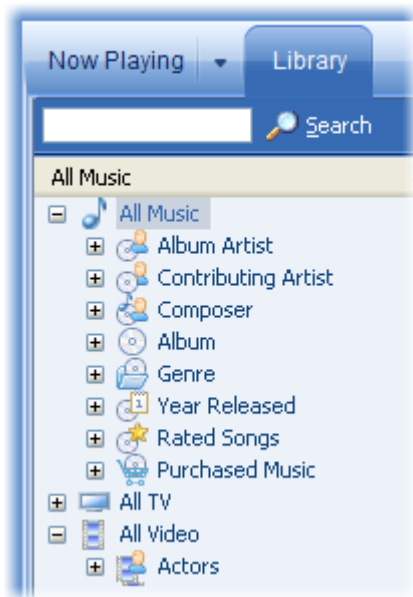 Now Playing Library
Search
All Music
All Music
Album Artist
Contributing Artist
Composer
Album
Genre
Year Released
Rated Songs
Purchased Music
All TV
All Video
Actors